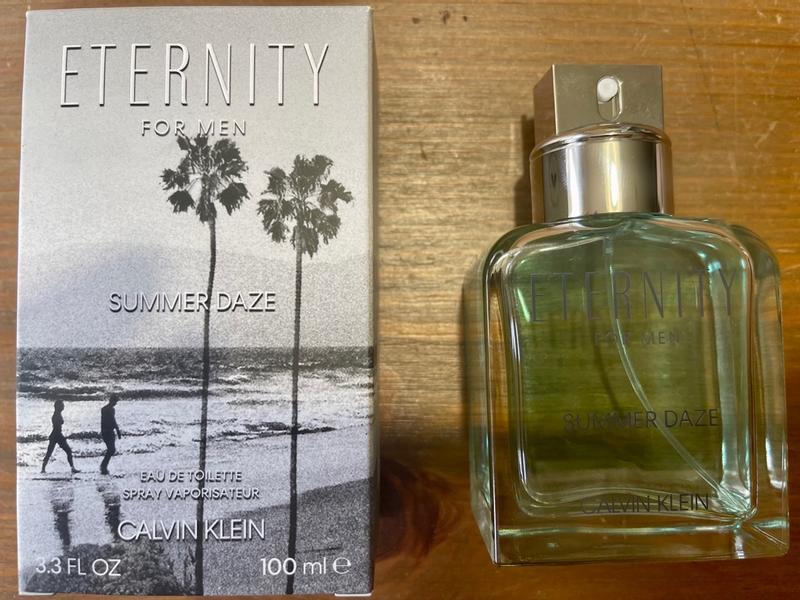 ETERNITY
FOR MEN
SUMMER DAZE
EAU DE TOILETTE
SPRAY VAPORISATEUR
CALVIN KLEIN
3.3 FL OZ 100 ml ℮
ETERNITY
FOR MEN
SUMMER DAZE
CALVIN KLEIN